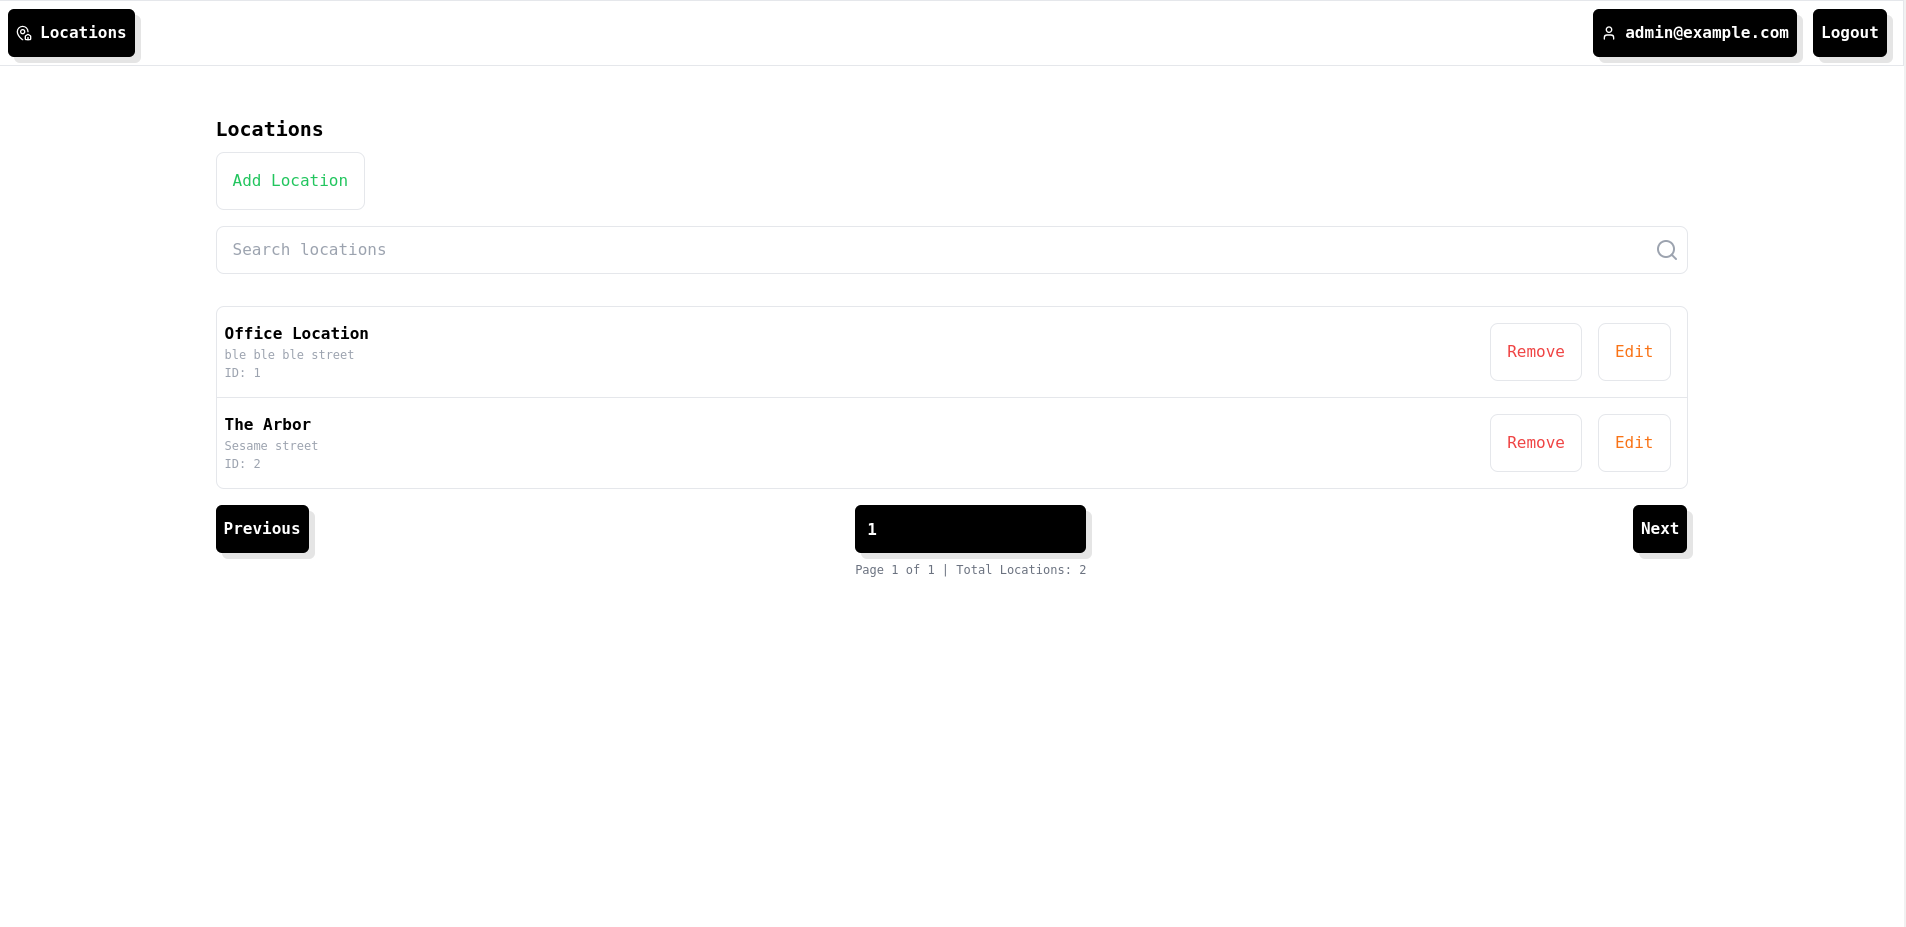 Locations
admin@example.com
Logout
Locations
Add Location
Search locations
Office Location
ble ble ble street
ID: 1
Remove
Edit
The Arbor
Sesame street
ID: 2
Remove
Edit
Previous
1
Next
Page 1 of 1 | Total Locations: 2